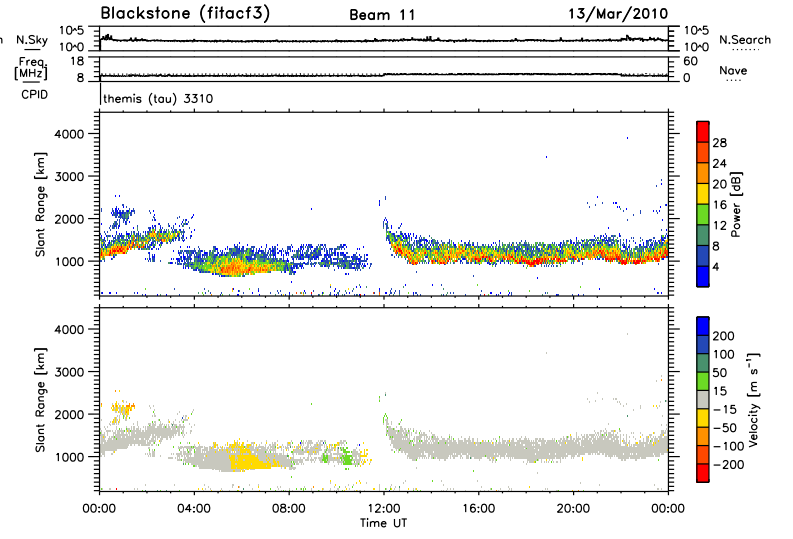 Blackstone (fitacf3) Beam 11 13/Mar/2010
n N.Sky 10^5 10^0 10^5 10^0 N.Search
Freq. [MHz] 18 8 60 0 Nave
CPID themis (tau) 3310
Slant Range [km]
4000
3000
2000
1000
28
24
20
16
12
8
4
Power [dB]
Slant Range [km]
4000
3000
2000
1000
200
100
50
15
-15
-50
-100
-200
Velocity [m s⁻¹]
00:00 04:00 08:00 12:00 16:00 20:00 00:00
Time UT